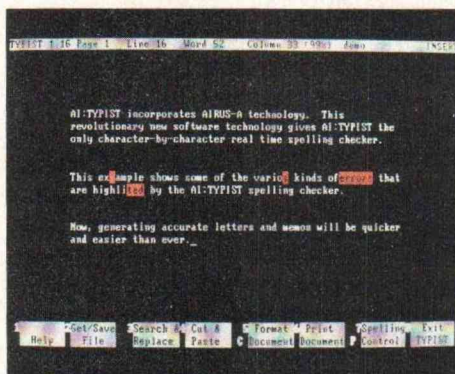 TYPIST 1.16 Page 1 Line 16 Word 52 Column 33 (99%) demo INSERT
AI:TYPIST incorporates AIRUS-A technology. This
revolutionary new software technology gives AI:TYPIST the
only character-by-character real time spelling checker.
This example shows some of the kinds of that
are by the AI:TYPIST spelling checker.
Now, generating accurate letters and memos will be quicker
and easier than ever._
Help Get/Save Search & Cut & Format Print Spelling Exit
File Replace Paste Document Document Control TYPIST